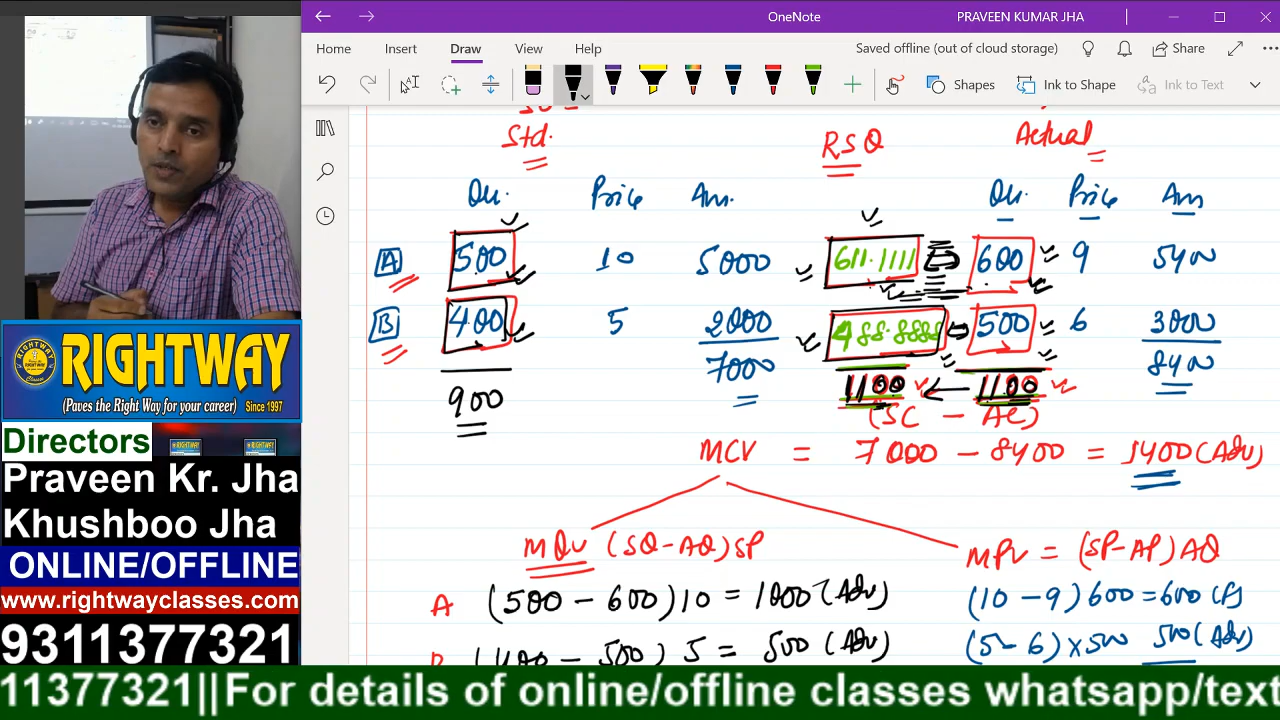 OneNote
PRAVEEN KUMAR JHA
Home Insert Draw View Help
Saved offline (out of cloud storage)
Share
Shapes
Ink to Shape
Ink to Text
Std. RSQ Actual
Qu. Price Am. Qu. Price Am
A 500 10 5000 611.1111 600 9 5400
B 400 5 2000 488.8888 500 6 3000
7000 8400
900 1100 1100
(SC - AC)
MCV = 7000 - 8400 = 1400 (Adv)
MQV (SQ-AQ)SP MPV = (SP-AP)AQ
A (500 - 600)10 = 1000 (Adv) (10 - 9)600 = 600 (F)
B (400 - 500) 5 = 500 (Adv) (5 - 6) x 500 500 (Adv)
RIGHTWAY
Classes
(Paves the Right Way for your career) Since 1997
Directors
Praveen Kr. Jha
Khushboo Jha
ONLINE/OFFLINE
www.rightwayclasses.com
9311377321
11377321||For details of online/offline classes whatsapp/text